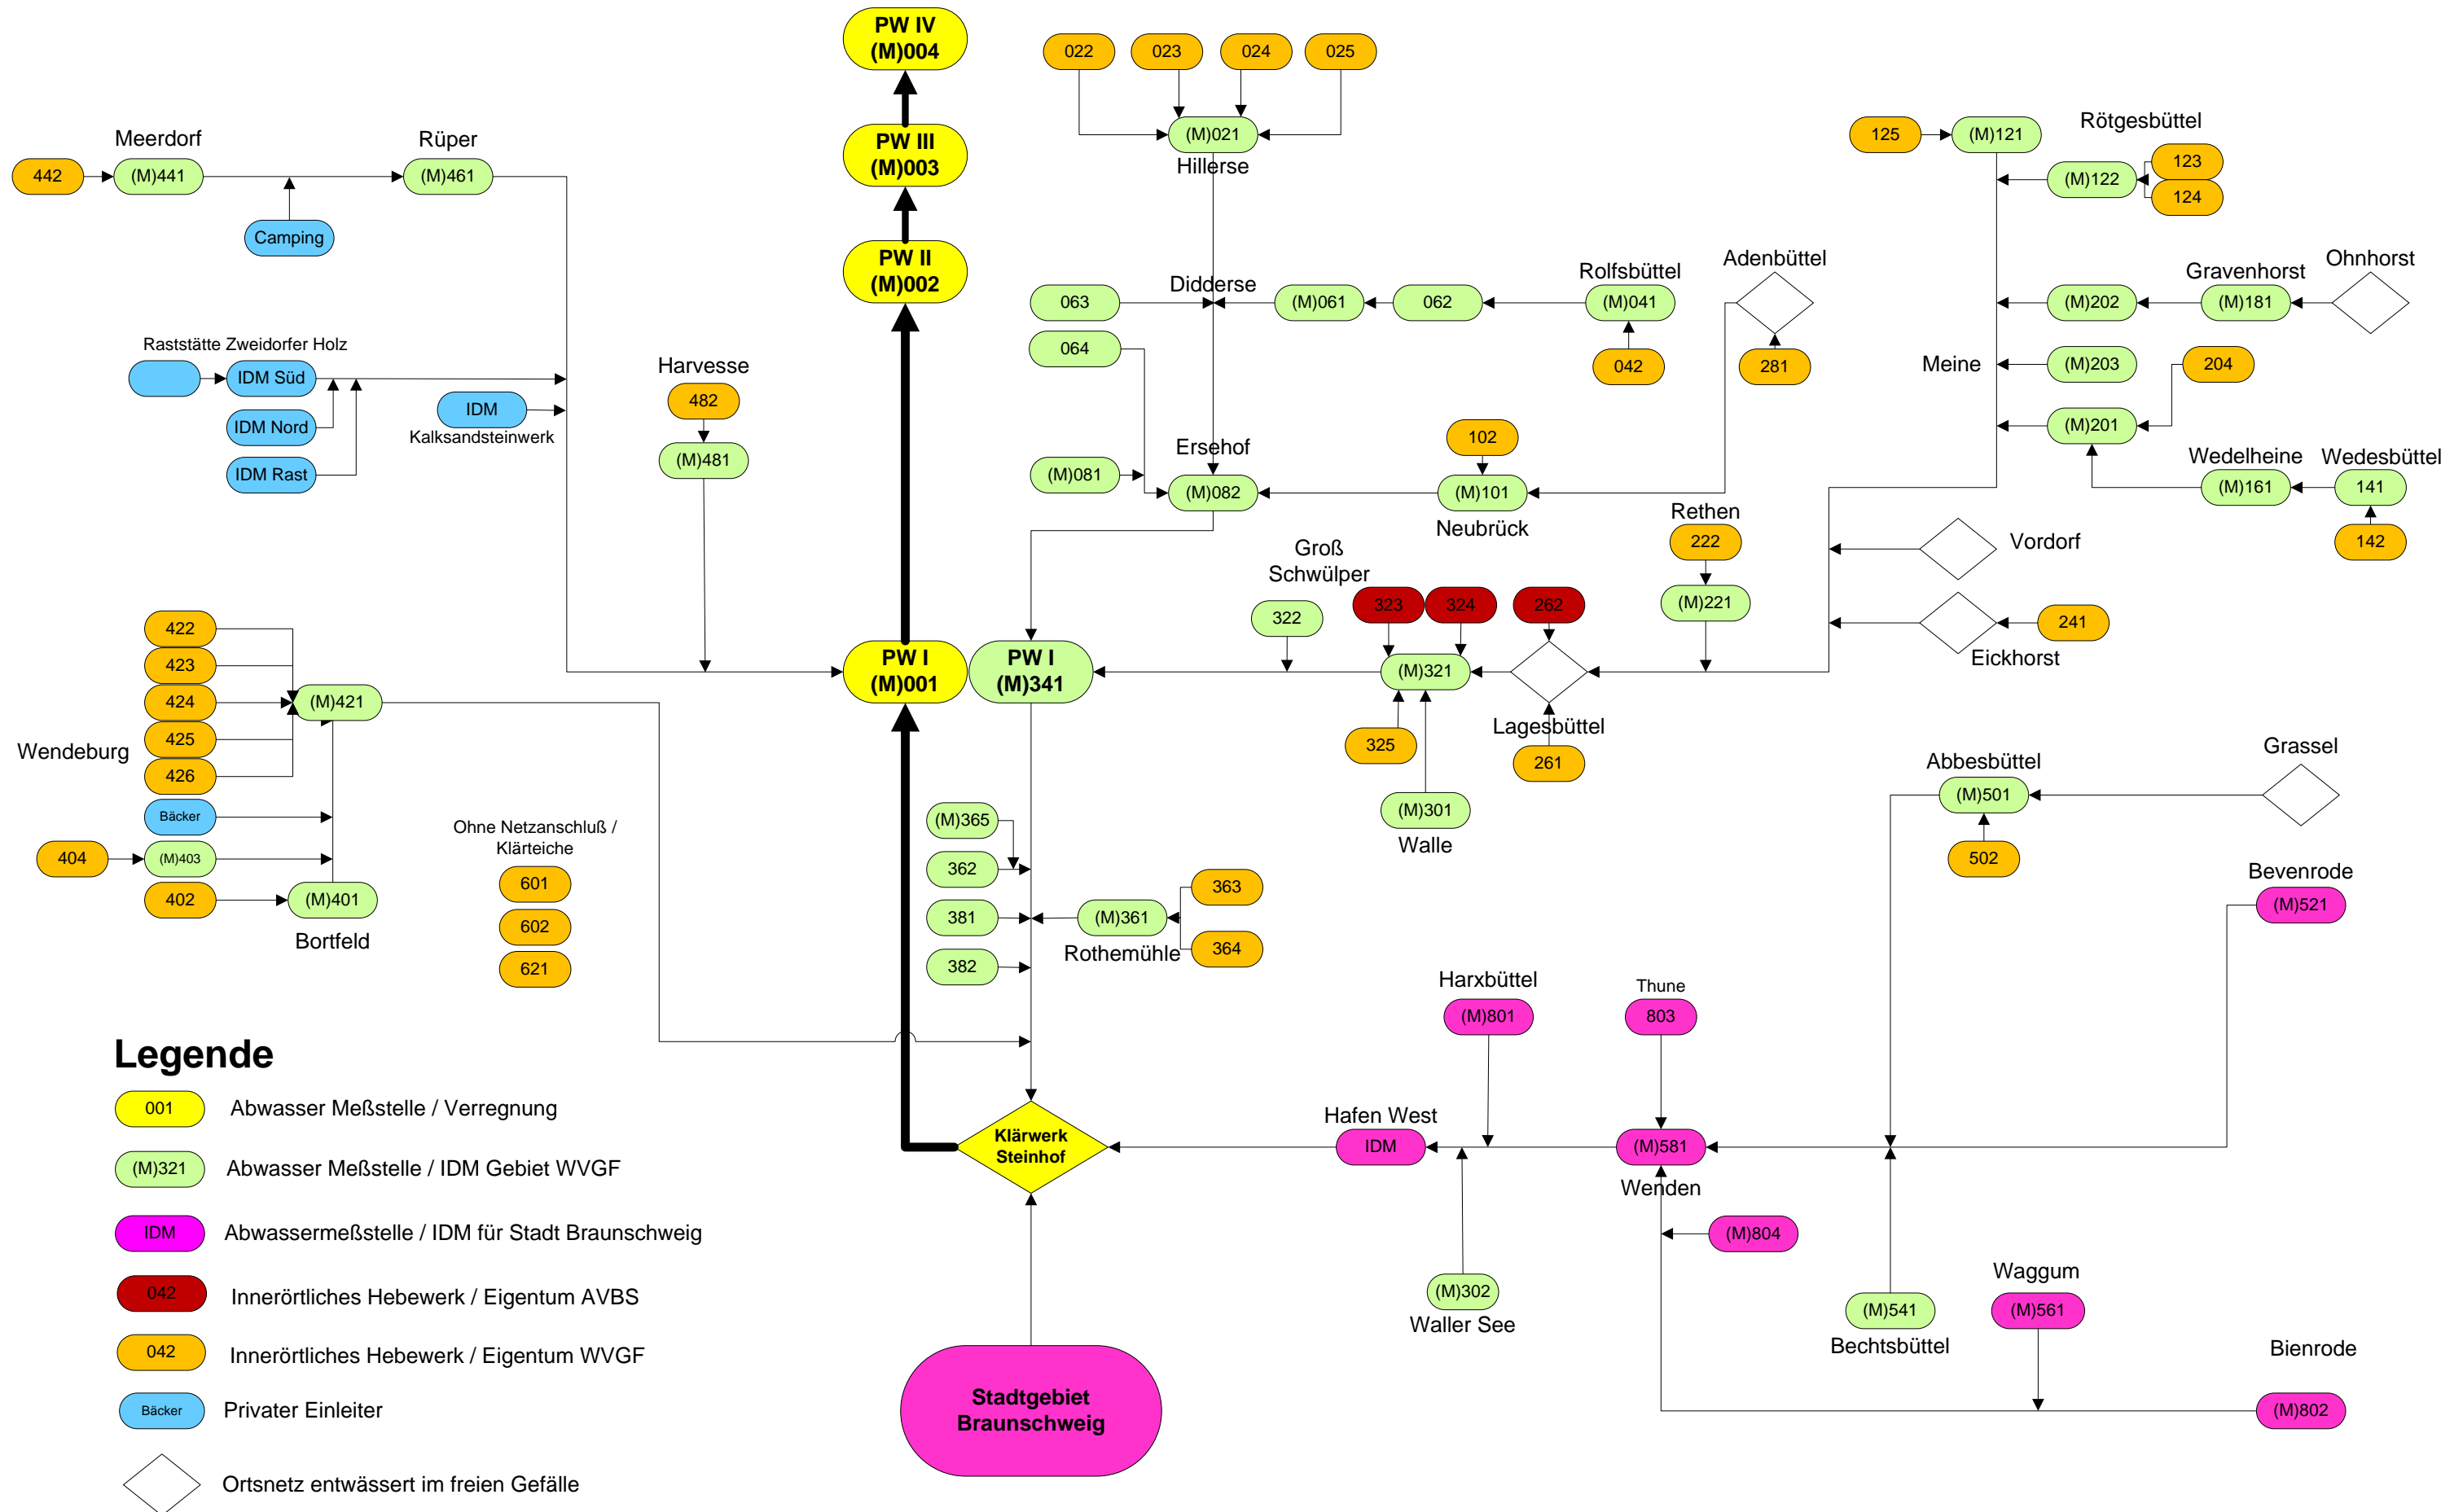 PW IV
(M)004
022
023
024
025
PW III
(M)003
(M)021
Hillerse
125
(M)121
Rötgesbüttel
123
(M)122
124
Meerdorf
Rüper
442
(M)441
(M)461
Camping
PW II
(M)002
Didderse
063
(M)061
062
Rolfsbüttel
(M)041
042
064
Adenbüttel
281
Gravenhorst
Ohnhorst
(M)202
(M)181
Meine
(M)203
204
(M)201
Wedelheine
Wedesbüttel
(M)161
141
142
Raststätte Zweidorfer Holz
IDM Süd
IDM Nord
IDM Rast
IDM
Kalksandsteinwerk
Harvesse
482
(M)481
Ersehof
(M)081
(M)082
102
(M)101
Neubrück
Rethen
222
(M)221
Vordorf
241
Eickhorst
Groß
Schwülper
322
323
324
262
(M)321
Lagesbüttel
325
261
(M)301
Walle
PW I
(M)001
PW I
(M)341
422
423
424
(M)421
425
Wendeburg
426
Bäcker
404
(M)403
402
(M)401
Bortfeld
Ohne Netzanschluß /
Klärteiche
601
602
621
(M)365
362
381
382
(M)361
363
364
Rothemühle
Abbesbüttel
Grassel
(M)501
502
Bevenrode
(M)521
Harxbüttel
(M)801
Thune
803
Klärwerk
Steinhof
Hafen West
IDM
(M)581
Wenden
(M)804
(M)302
Waller See
(M)541
Bechtsbüttel
Waggum
(M)561
Bienrode
(M)802
Stadtgebiet
Braunschweig
Legende
001 Abwasser Meßstelle / Verregnung
(M)321 Abwasser Meßstelle / IDM Gebiet WVGF
IDM Abwassermeßstelle / IDM für Stadt Braunschweig
042 Innerörtliches Hebewerk / Eigentum AVBS
042 Innerörtliches Hebewerk / Eigentum WVGF
Bäcker Privater Einleiter
Ortsnetz entwässert im freien Gefälle